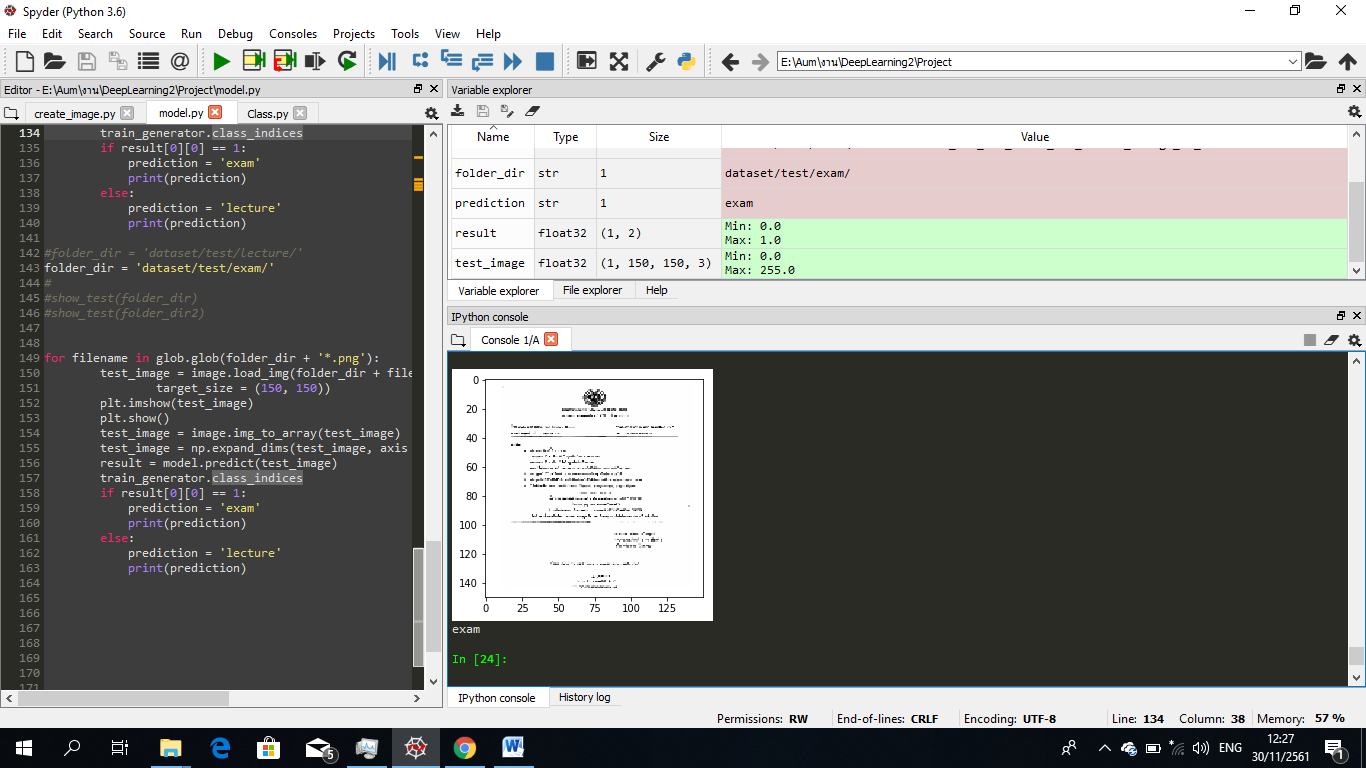 Spyder (Python 3.6)
File Edit Search Source Run Debug Consoles Projects Tools View Help
E:\Aum\งาน\DeepLearning2\Project
Editor - E:\Aum\งาน\DeepLearning2\Project\model.py
create_image.py model.py Class.py
134 train_generator.class_indices
135 if result[0][0] == 1:
136 prediction = 'exam'
137 print(prediction)
138 else:
139 prediction = 'lecture'
140 print(prediction)
141
142 #folder_dir = 'dataset/test/lecture/'
143 folder_dir = 'dataset/test/exam/'
144 #
145 #show_test(folder_dir)
146 #show_test(folder_dir2)
147
148
149 for filename in glob.glob(folder_dir + '*.png'):
150 test_image = image.load_img(folder_dir + file
151 target_size = (150, 150))
152 plt.imshow(test_image)
153 plt.show()
154 test_image = image.img_to_array(test_image)
155 test_image = np.expand_dims(test_image, axis
156 result = model.predict(test_image)
157 train_generator.class_indices
158 if result[0][0] == 1:
159 prediction = 'exam'
160 print(prediction)
161 else:
162 prediction = 'lecture'
163 print(prediction)
164
165
166
167
168
169
170
171
Variable explorer
Name Type Size Value
folder_dir str 1 dataset/test/exam/
prediction str 1 exam
result float32 (1, 2) Min: 0.0
Max: 1.0
test_image float32 (1, 150, 150, 3) Min: 0.0
Max: 255.0
Variable explorer File explorer Help
IPython console
Console 1/A
0
20
40
60
80
100
120
140
0 25 50 75 100 125
exam
In [24]:
IPython console History log
Permissions: RW End-of-lines: CRLF Encoding: UTF-8 Line: 134 Column: 38 Memory: 57 %
5
ENG
12:27
30/11/2561
1